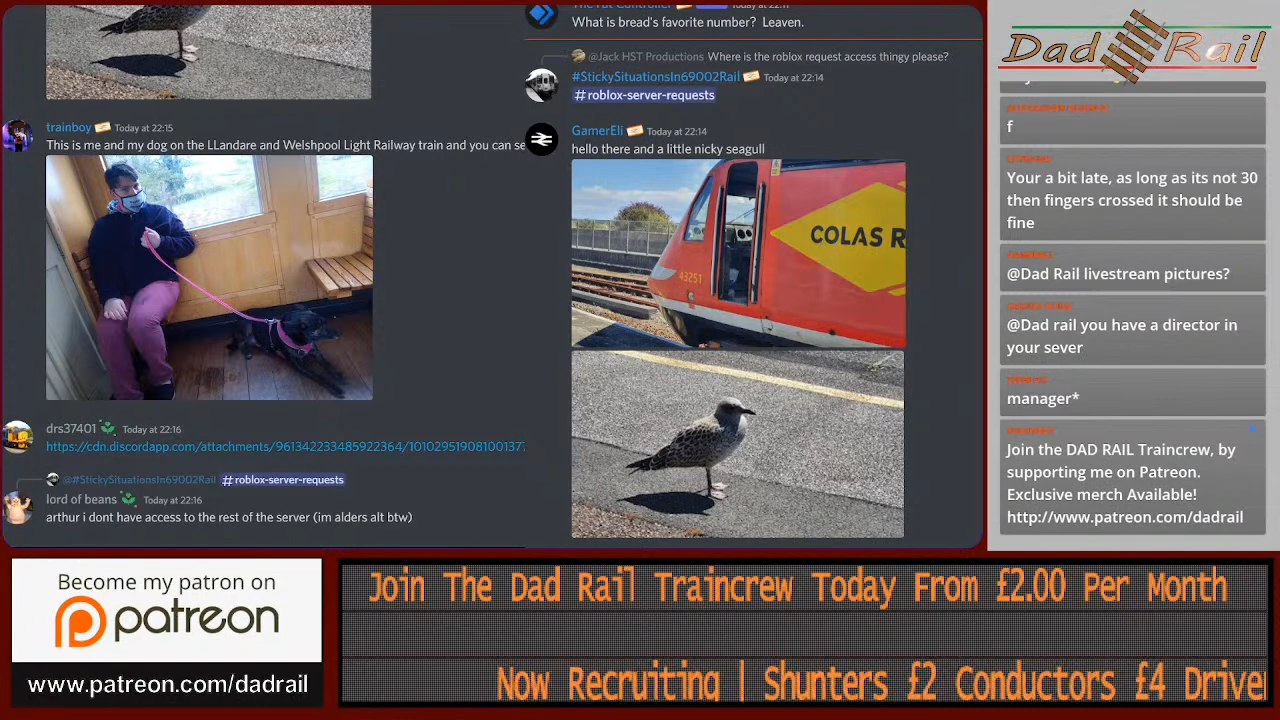 Today at 22:11
What is bread's favorite number?  Leaven.
@Jack HST Productions Where is the roblox request access thingy please?
#StickySituationsIn69002Rail Today at 22:14
#roblox-server-requests
trainboy Today at 22:15
This is me and my dog on the LLandare and Welshpool Light Railway train and you can se
GamerEli Today at 22:14
hello there and a little nicky seagull
COLAS R
43251
drs37401 Today at 22:16
https://cdn.discordapp.com/attachments/961342233485922364/1010295190810013 7
@#StickySituationsIn69002Rail #roblox-server-requests
lord of beans Today at 22:16
arthur i dont have access to the rest of the server (im alders alt btw)
Dad Rail
f
Your a bit late, as long as its not 30
then fingers crossed it should be
fine
@Dad Rail livestream pictures?
@Dad rail you have a director in
your sever
manager*
Join the DAD RAIL Traincrew, by
supporting me on Patreon.
Exclusive merch Available!
http://www.patreon.com/dadrail
Become my patron on
patreon
www.patreon.com/dadrail
Join The Dad Rail Traincrew Today From £2.00 Per Month
Now Recruiting | Shunters £2 Conductors £4 Drive